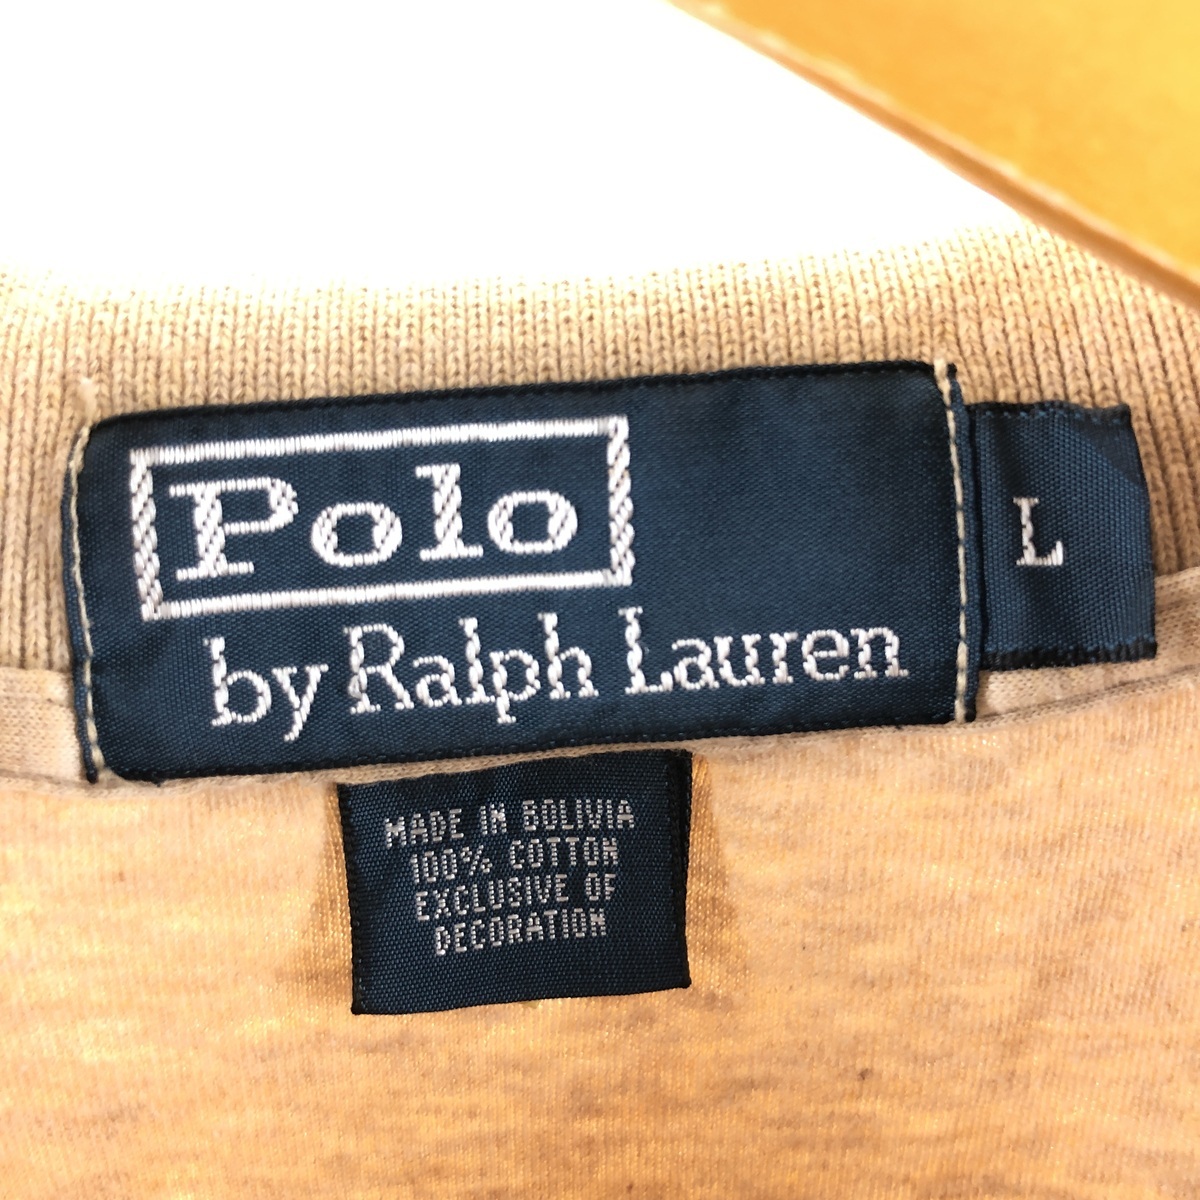 Polo
by Ralph Lauren
L
MADE IN BOLIVIA
100% COTTON
EXCLUSIVE OF
DECORATION